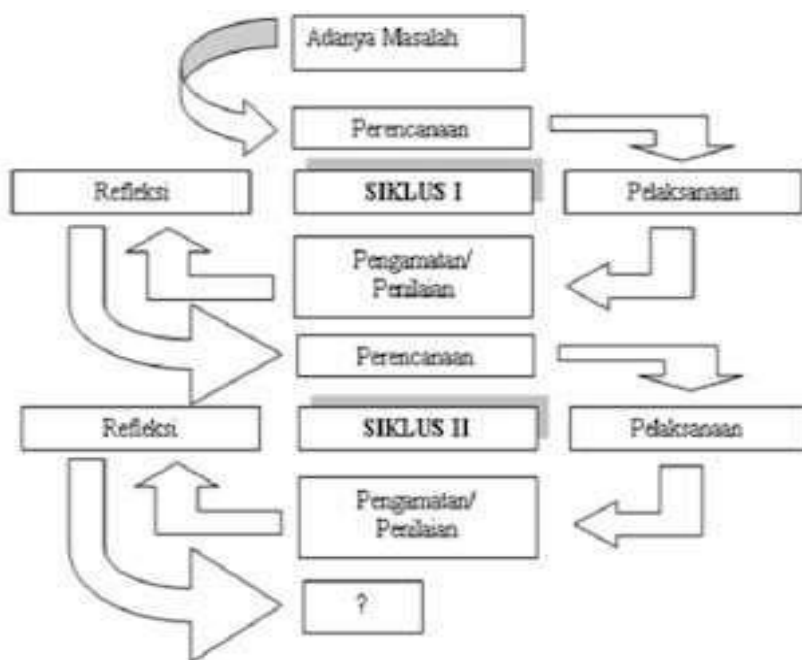 Adanya Masalah
Perencanaan
Refleksi
SIKLUS I
Pelaksanaan
Pengamatan/
Penilaian
Perencanaan
Refleksi
SIKLUS II
Pelaksanaan
Pengamatan/
Penilaian
?